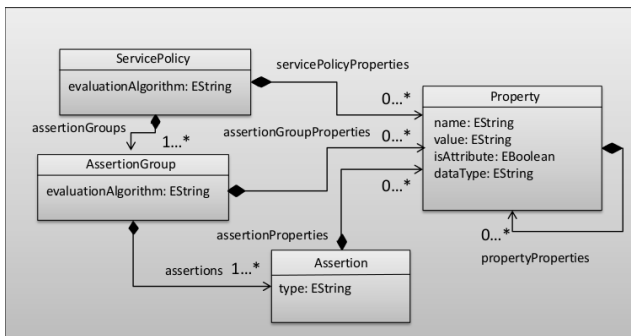 ServicePolicy
evaluationAlgorithm: EString
servicePolicyProperties
0...*
Property
name: EString
value: EString
isAttribute: EBoolean
dataType: EString
assertionGroups
1...*
assertionGroupProperties
0...*
AssertionGroup
evaluationAlgorithm: EString
0...*
assertionProperties
0...*
propertyProperties
assertions
1...*
Assertion
type: EString